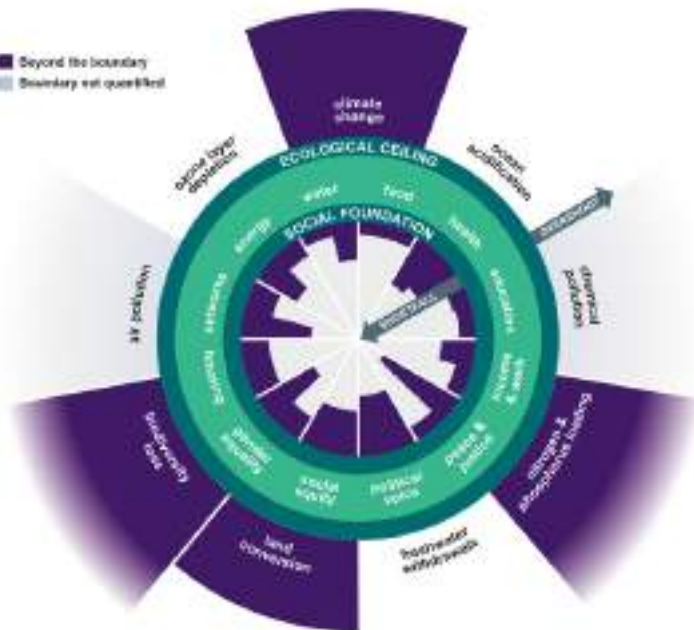 Beyond the boundary
Boundary not quantified
climate
change
ozone layer
depletion
ocean
acidification
ECOLOGICAL CEILING
water
food
energy
health
SOCIAL FOUNDATION
OVERSHOOT
SHORTFALL
air pollution
networks
education
chemical
pollution
housing
income
& work
biodiversity
loss
gender
equality
peace &
justice
nitrogen &
phosphorus loading
social
equity
political
voice
land
conversion
freshwater
withdrawals